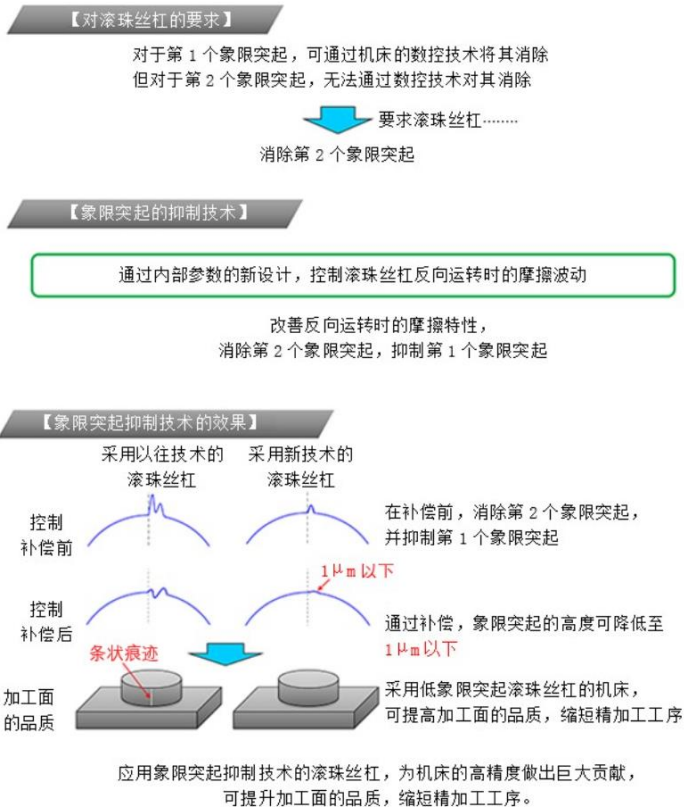 【对滚珠丝杠的要求】
对于第1个象限突起，可通过机床的数控技术将其消除
但对于第2个象限突起，无法通过数控技术对其消除
要求滚珠丝杠········
消除第2个象限突起
【象限突起的抑制技术】
通过内部参数的新设计，控制滚珠丝杠反向运转时的摩擦波动
改善反向运转时的摩擦特性，
消除第2个象限突起，抑制第1个象限突起
【象限突起抑制技术的效果】
采用以往技术的
滚珠丝杠
采用新技术的
滚珠丝杠
控制
补偿前
在补偿前，消除第2个象限突起，
并抑制第1个象限突起
1μm以下
控制
补偿后
通过补偿，象限突起的高度可降低至
1μm以下
条状痕迹
加工面
的品质
采用低象限突起滚珠丝杠的机床，
可提高加工面的品质，缩短精加工工序
应用象限突起抑制技术的滚珠丝杠，为机床的高精度做出巨大贡献，
可提升加工面的品质，缩短精加工工序。